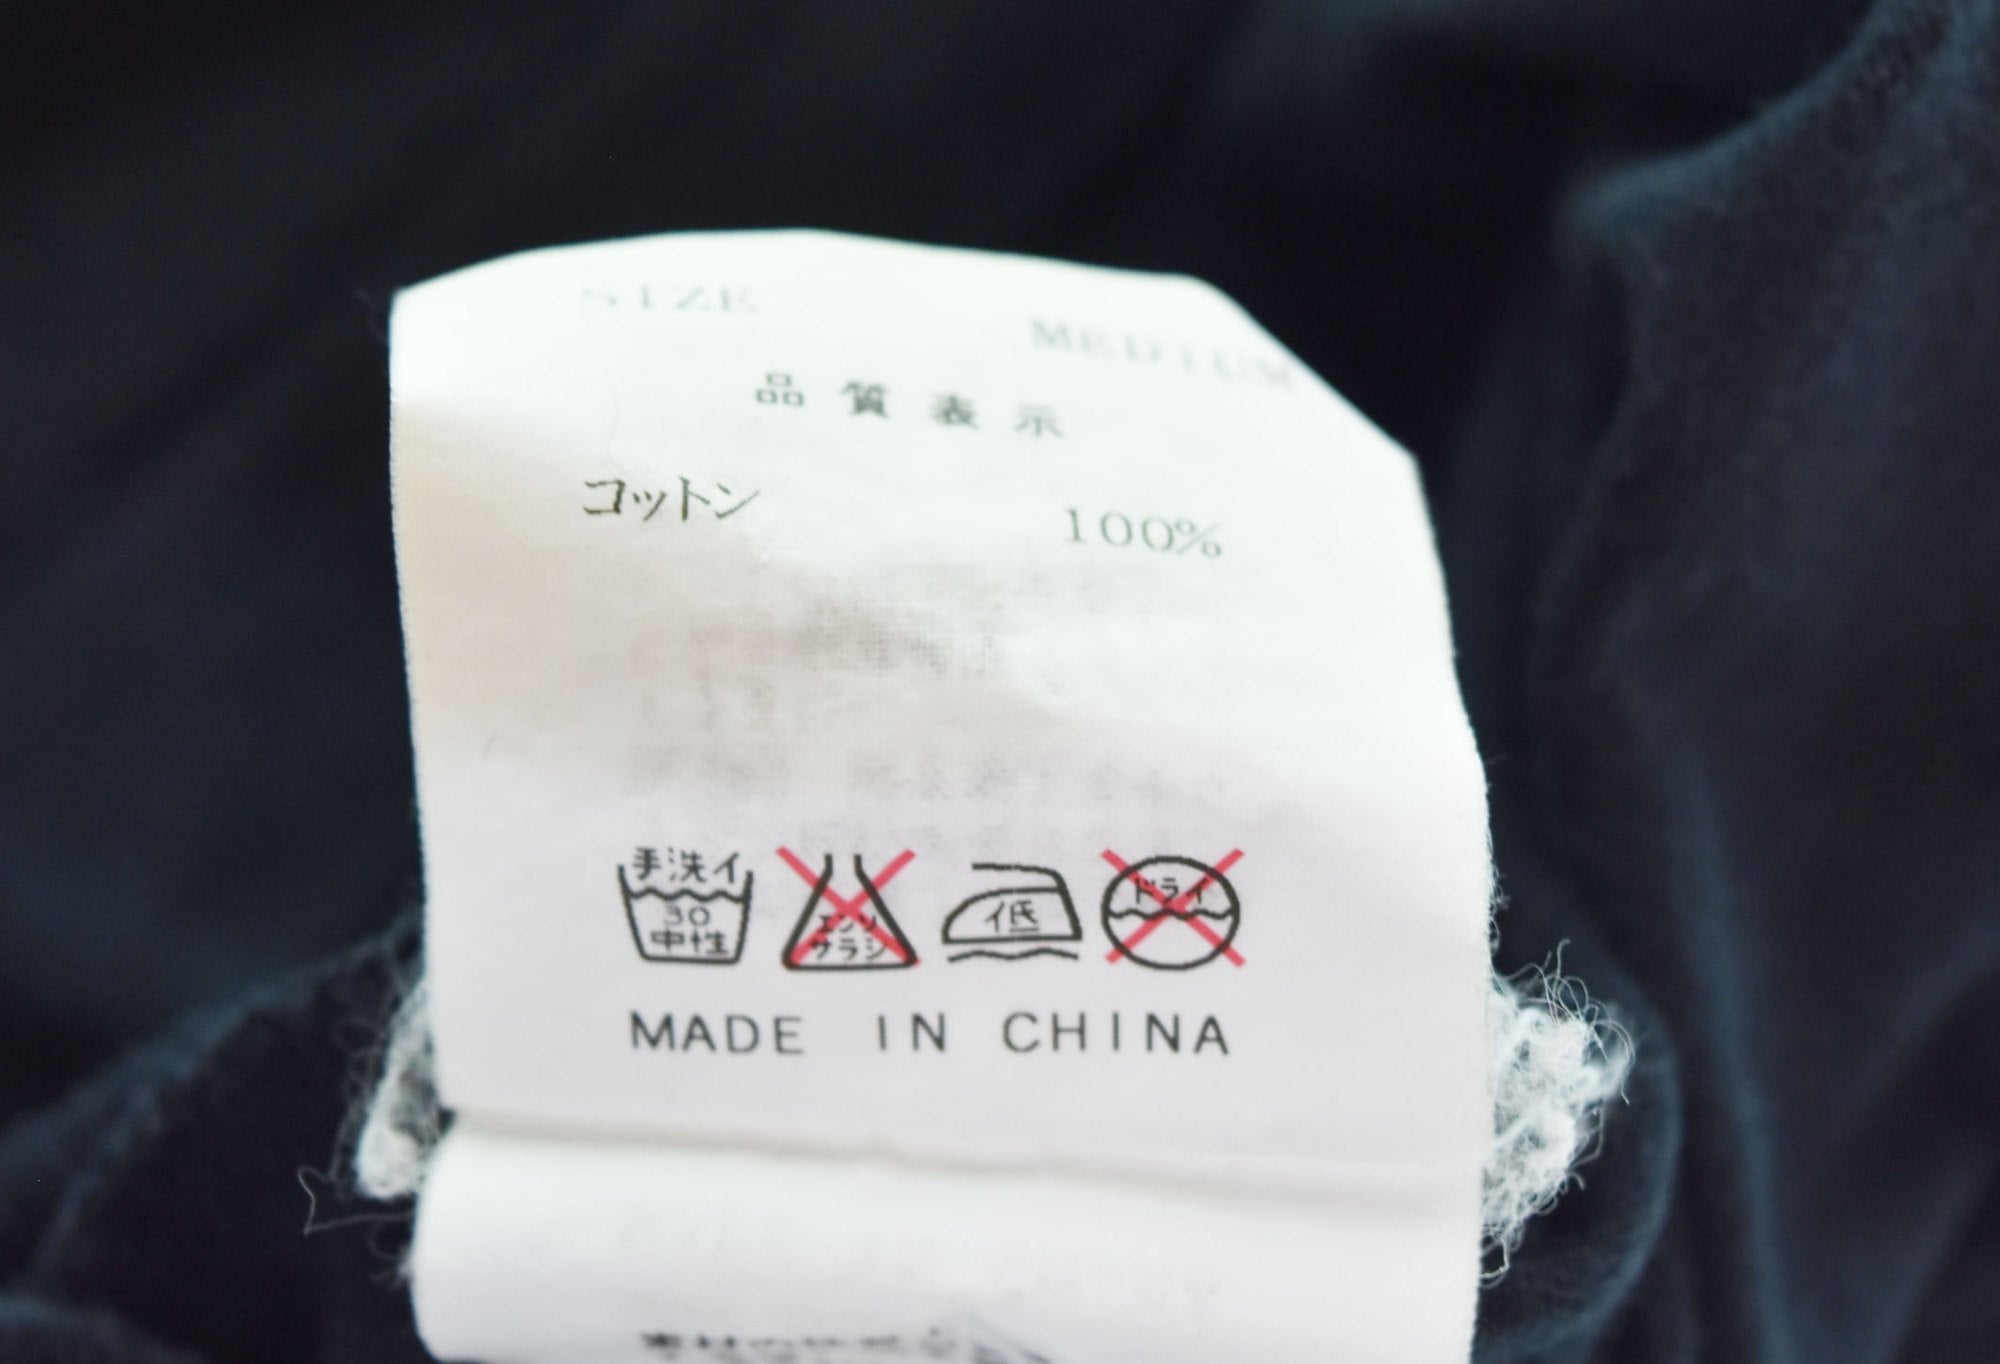 SIZE MEDIUM
品質表示
コットン 100%
手洗イ 30 中性 エンソ サラシ 低 ドライ
MADE IN CHINA